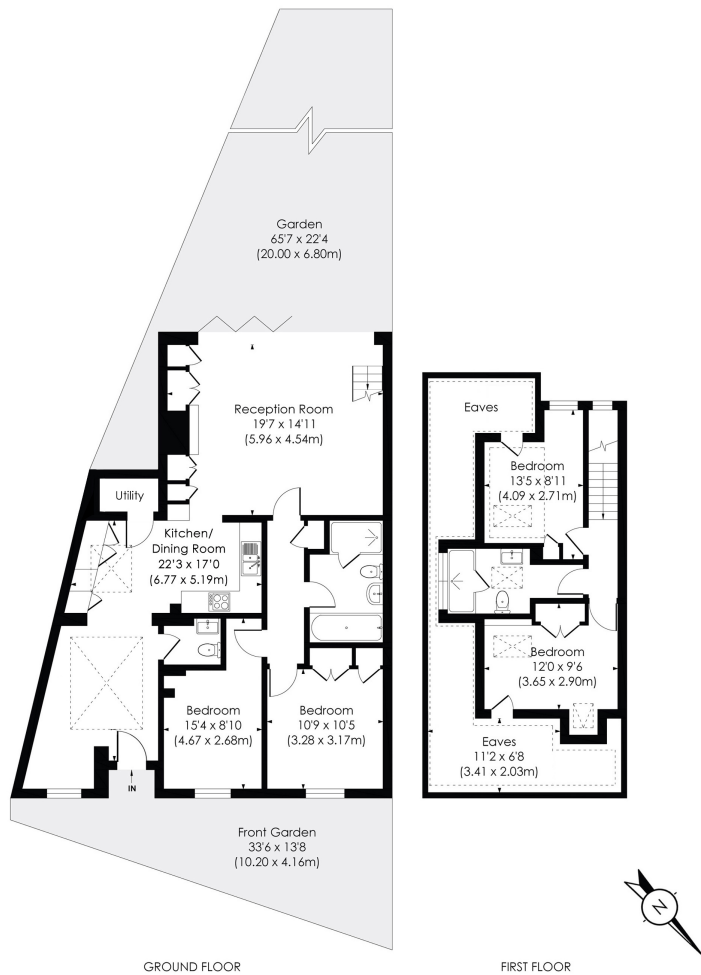 Garden
65'7 x 22'4
(20.00 x 6.80m)
Reception Room
19'7 x 14'11
(5.96 x 4.54m)
Utility
Kitchen/
Dining Room
22'3 x 17'0
(6.77 x 5.19m)
Bedroom
15'4 x 8'10
(4.67 x 2.68m)
Bedroom
10'9 x 10'5
(3.28 x 3.17m)
IN
Front Garden
33'6 x 13'8
(10.20 x 4.16m)
GROUND FLOOR
Eaves
Bedroom
13'5 x 8'11
(4.09 x 2.71m)
Bedroom
12'0 x 9'6
(3.65 x 2.90m)
Eaves
11'2 x 6'8
(3.41 x 2.03m)
N
FIRST FLOOR